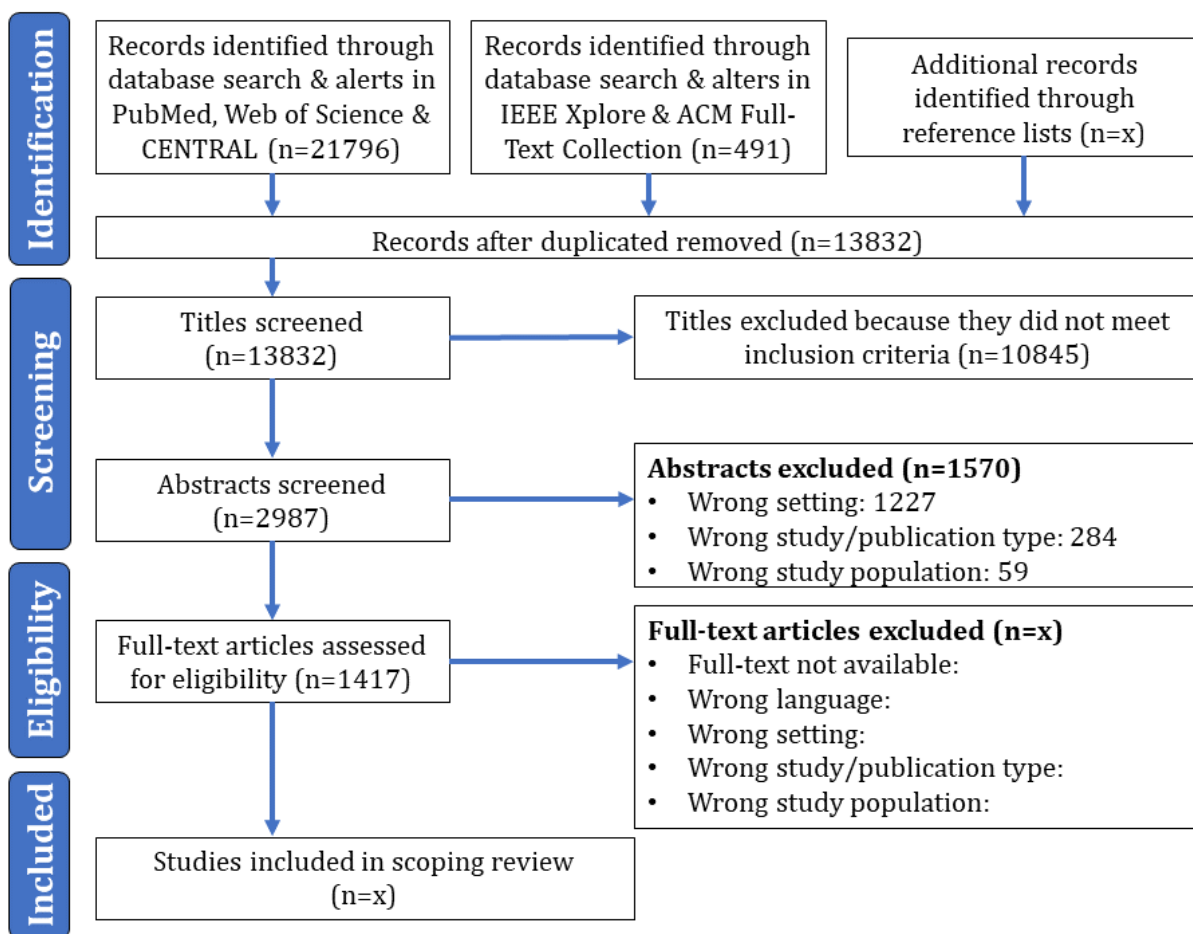 Identification
Records identified through
database search & alerts in
PubMed, Web of Science &
CENTRAL (n=21796)
Records identified through
database search & alters in
IEEE Xplore & ACM Full-
Text Collection (n=491)
Additional records
identified through
reference lists (n=x)
Records after duplicated removed (n=13832)
Screening
Titles screened
(n=13832)
Titles excluded because they did not meet
inclusion criteria (n=10845)
Abstracts screened
(n=2987)
Abstracts excluded (n=1570)
• Wrong setting: 1227
• Wrong study/publication type: 284
• Wrong study population: 59
Eligibility
Full-text articles assessed
for eligibility (n=1417)
Full-text articles excluded (n=x)
• Full-text not available:
• Wrong language:
• Wrong setting:
• Wrong study/publication type:
• Wrong study population:
Included
Studies included in scoping review
(n=x)